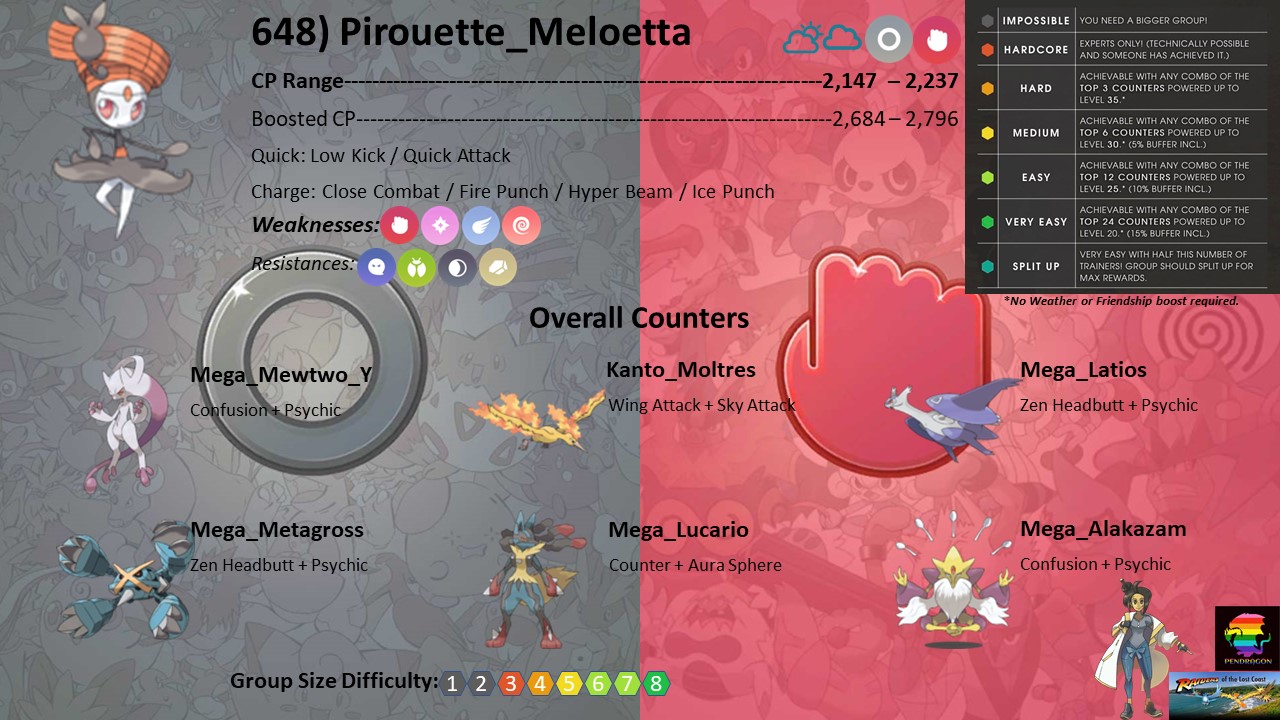 648) Pirouette_Meloetta
CP Range----------------------------------------------------------------------------------2,147 – 2,237
Boosted CP----------------------------------------------------------------------------------2,684 – 2,796
Quick: Low Kick / Quick Attack
Charge: Close Combat / Fire Punch / Hyper Beam / Ice Punch
Weaknesses:
Resistances:
IMPOSSIBLE YOU NEED A BIGGER GROUP!
HARDCORE EXPERTS ONLY! (TECHNICALLY POSSIBLE
AND SOMEONE HAS ACHIEVED IT.)
HARD ACHIEVABLE WITH ANY COMBO OF THE
TOP 3 COUNTERS POWERED UP TO
LEVEL 35.*
MEDIUM ACHIEVABLE WITH ANY COMBO OF THE
TOP 6 COUNTERS POWERED UP TO
LEVEL 30.* (5% BUFFER INCL.)
EASY ACHIEVABLE WITH ANY COMBO OF THE
TOP 12 COUNTERS POWERED UP TO
LEVEL 25.* (10% BUFFER INCL.)
VERY EASY ACHIEVABLE WITH ANY COMBO OF THE
TOP 24 COUNTERS POWERED UP TO
LEVEL 20.* (15% BUFFER INCL.)
SPLIT UP VERY EASY WITH HALF THIS NUMBER OF
TRAINERS! GROUP SHOULD SPLIT UP FOR
MAX REWARDS.
*No Weather or Friendship boost required.
Overall Counters
Mega_Mewtwo_Y
Confusion + Psychic
Kanto_Moltres
Wing Attack + Sky Attack
Mega_Latios
Zen Headbutt + Psychic
Mega_Metagross
Zen Headbutt + Psychic
Mega_Lucario
Counter + Aura Sphere
Mega_Alakazam
Confusion + Psychic
Group Size Difficulty: 1 2 3 4 5 6 7 8
PENDRAGON
RAIDERS of the Lost Coast